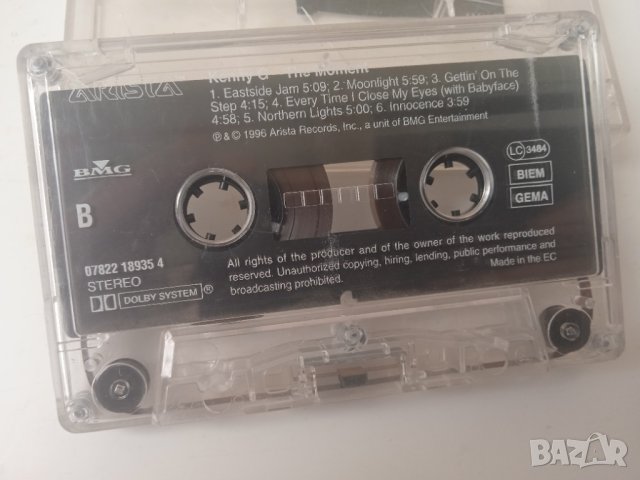 ARISTA
Kenny G - The Moment
1. Eastside Jam 5:09; 2. Moonlight 5:59; 3. Gettin' On The
Step 4:15; 4. Every Time I Close My Eyes (with Babyface)
4:58; 5. Northern Lights 5:00; 6. Innocence 3:59
℗ & © 1996 Arista Records, Inc., a unit of BMG Entertainment
BMG
B
LC 3484
BIEM
GEMA
07822 18935 4
STEREO
DOLBY SYSTEM®
All rights of the producer and of the owner of the work reproduced
reserved. Unauthorized copying, hiring, lending, public performance and
broadcasting prohibited.
Made in the EC
BAZAR